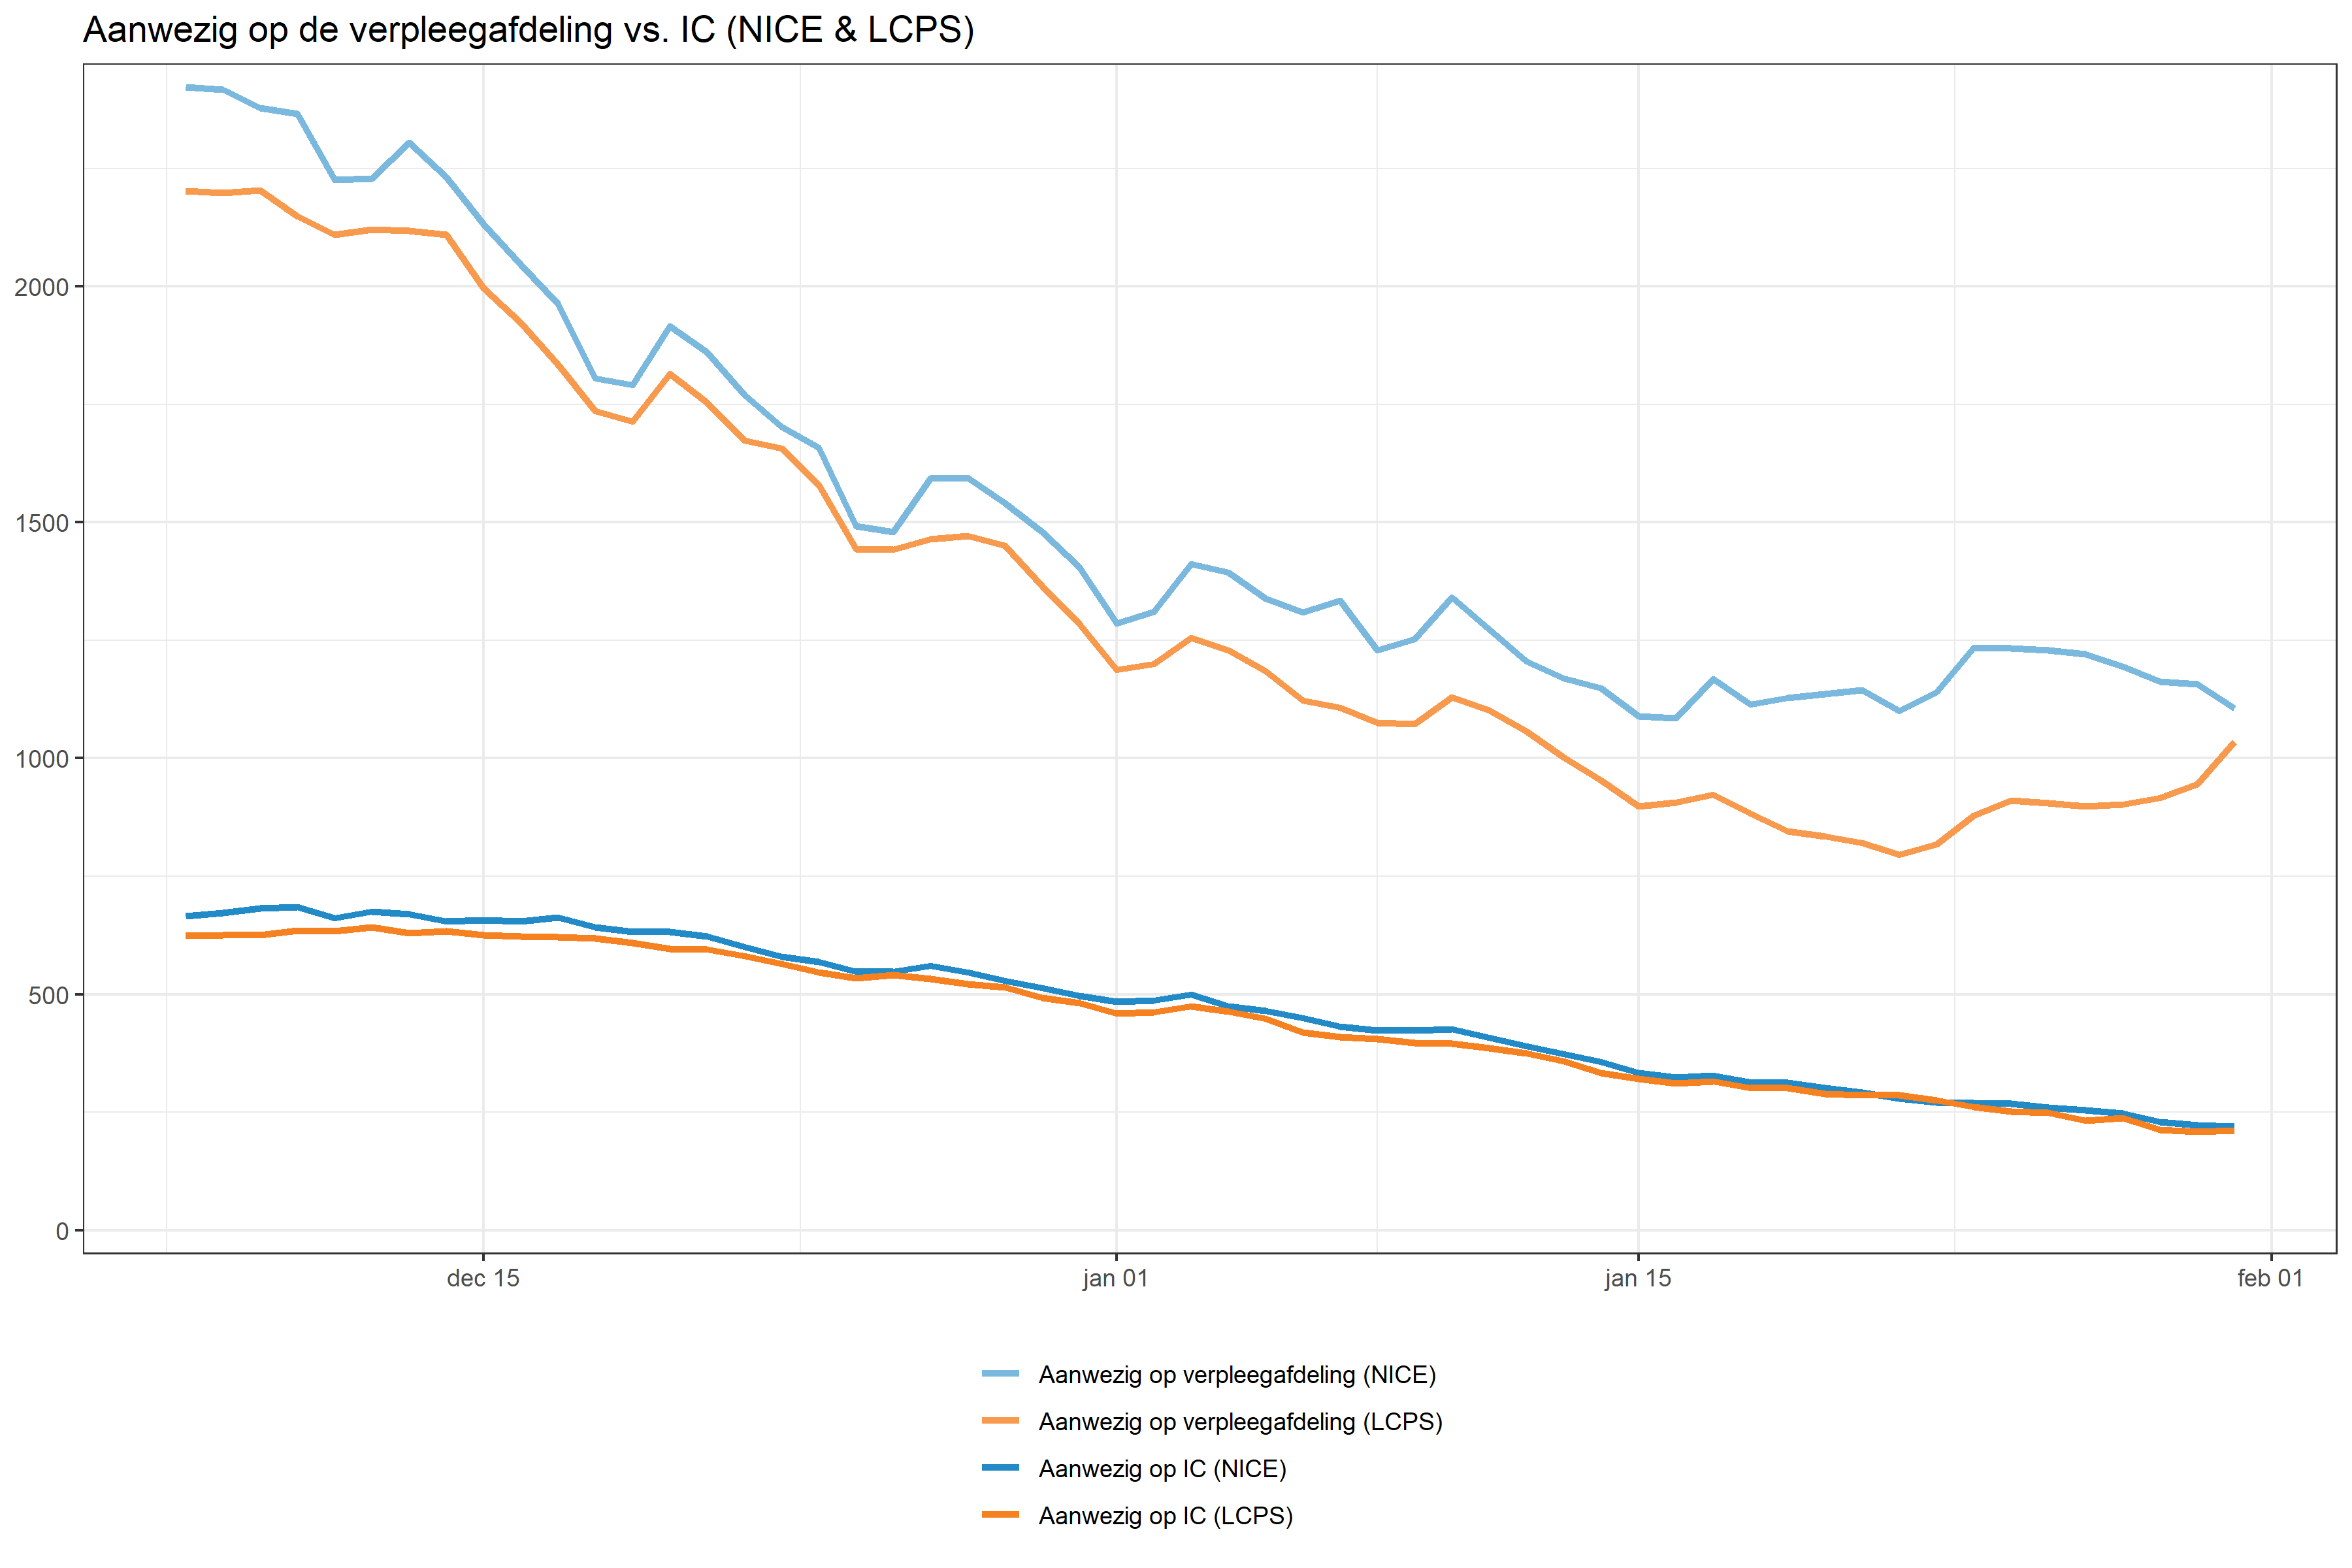 Aanwezig op de verpleegafdeling vs. IC (NICE & LCPS)
2000
1500
1000
500
0
dec 15
jan 01
jan 15
feb 01
Aanwezig op verpleegafdeling (NICE)
Aanwezig op verpleegafdeling (LCPS)
Aanwezig op IC (NICE)
Aanwezig op IC (LCPS)